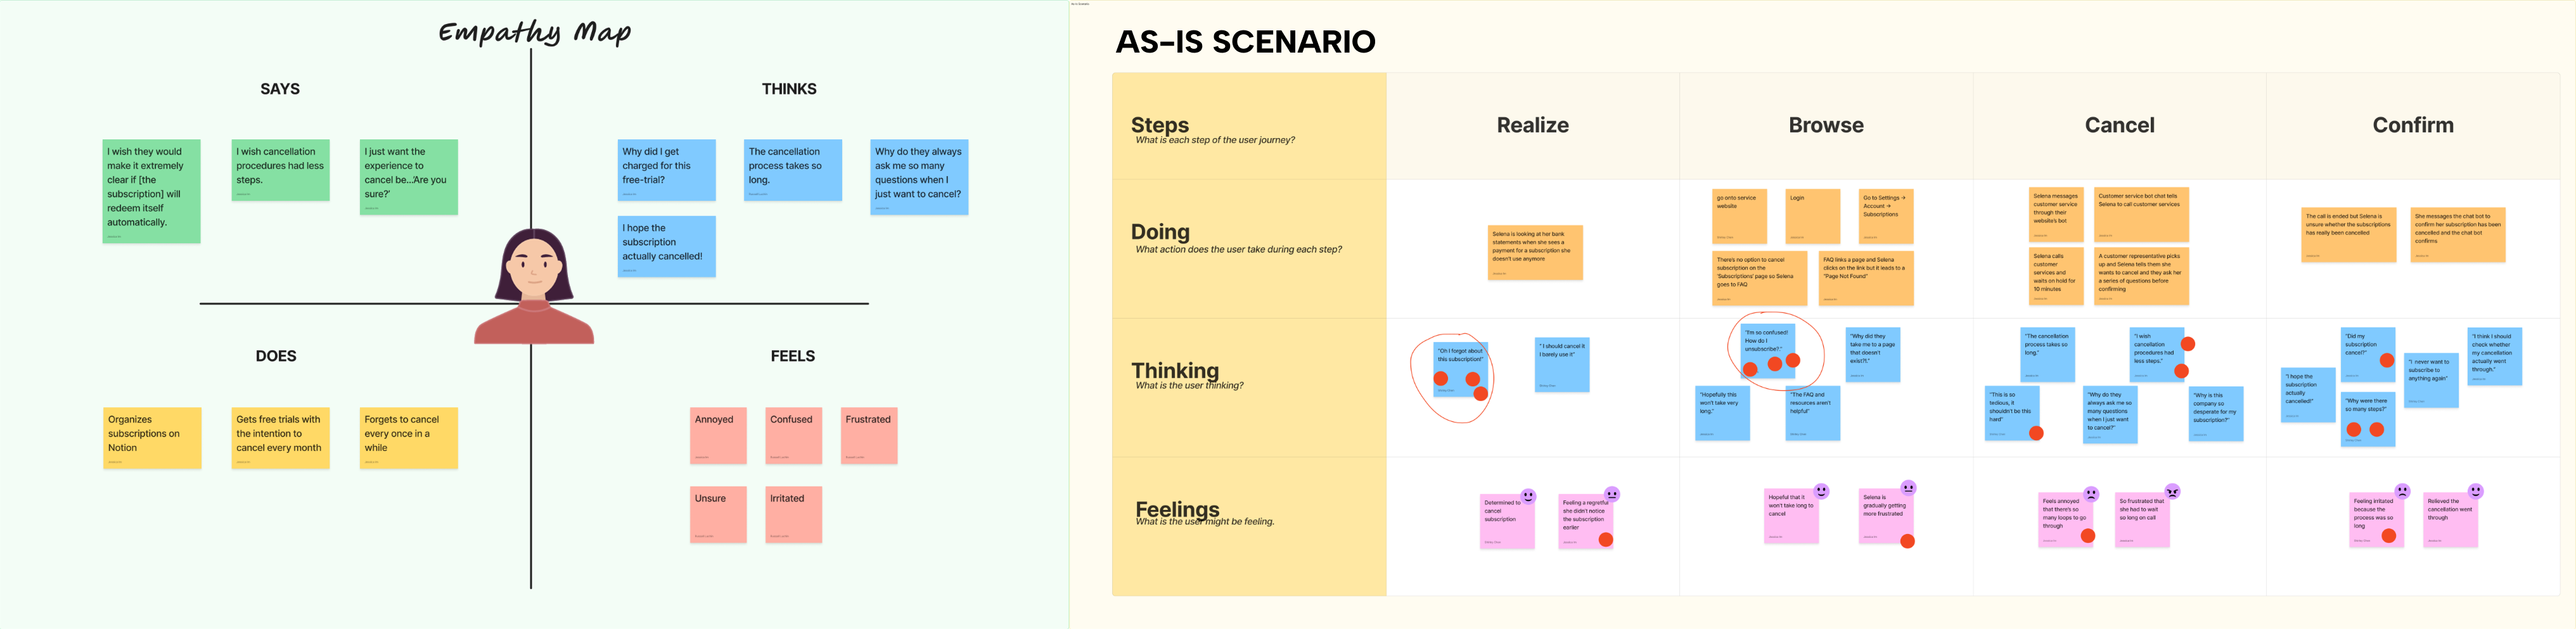 Empathy Map
SAYS
I wish they would
make it extremely
clear if [the
subscription] will
redeem itself
automatically.
I wish cancellation
procedures had less
steps.
I just want the
experience to
cancel be...'Are you
sure?'
THINKS
Why did I get
charged for this
free-trial?
The cancellation
process takes so
long.
Why do they always
ask me so many
questions when I
just want to cancel?
I hope the
subscription
actually cancelled!
DOES
Organizes
subscriptions on
Notion
Gets free trials with
the intention to
cancel every month
Forgets to cancel
every once in a
while
FEELS
Annoyed
Confused
Frustrated
Unsure
Irritated
AS-IS SCENARIO
Steps
What is each step of the user journey?
Realize
Browse
Cancel
Confirm
Doing
What action does the user take during each step?
Selena is looking at her bank
statements when she sees a
payment for a subscription she
doesn't use anymore
go onto service
website
Login
Go to Settings →
Account →
Subscriptions
There's no option to cancel
subscription on the
'Subscriptions' page so Selena
goes to FAQ
FAQ links a page and Selena
clicks on the link but it leads to a
"Page Not Found"
Selena messages
customer service
through their
website's bot
Customer service bot chat tells
Selena to call customer services
Selena calls
customer
services and
waits on hold for
10 minutes
A customer representative picks
up and Selena tells them she
wants to cancel and they ask her
a series of questions before
confirming
The call is ended but Selena is
unsure whether the subscriptions
has really been cancelled
She messages the chat bot to
confirm her subscription has been
cancelled and the chat bot
confirms
Thinking
What is the user thinking?
"Oh I forgot about
this subscription!"
" I should cancel it
I barely use it"
"I'm so confused!
How do I
unsubscribe?."
"Why did they
take me to a page
that doesn't
exist?!."
"Hopefully this
won't take very
long."
"The FAQ and
resources aren't
helpful"
"The cancellation
process takes so
long."
"I wish
cancellation
procedures had
less steps."
"This is so
tedious, it
shouldn't be this
hard"
"Why do they
always ask me so
many questions
when I just want
to cancel?"
"Why is this
company so
desperate for my
subscription?"
"Did my
subscription
cancel?"
"I hope the
subscription
actually
cancelled!"
"Why were there
so many steps?"
"I never want to
subscribe to
anything again"
"I think I should
check whether
my cancellation
actually went
through."
Feelings
What is the user might be feeling.
Determined to
cancel
subscription
Feeling a regretful
she didn't notice
the subscription
earlier
Hopeful that it
won't take long to
cancel
Selena is
gradually getting
more frustrated
Feels annoyed
that there's so
many loops to go
through
So frustrated that
she had to wait
so long on call
Feeling irritated
because the
process was so
long
Relieved the
cancellation went
through